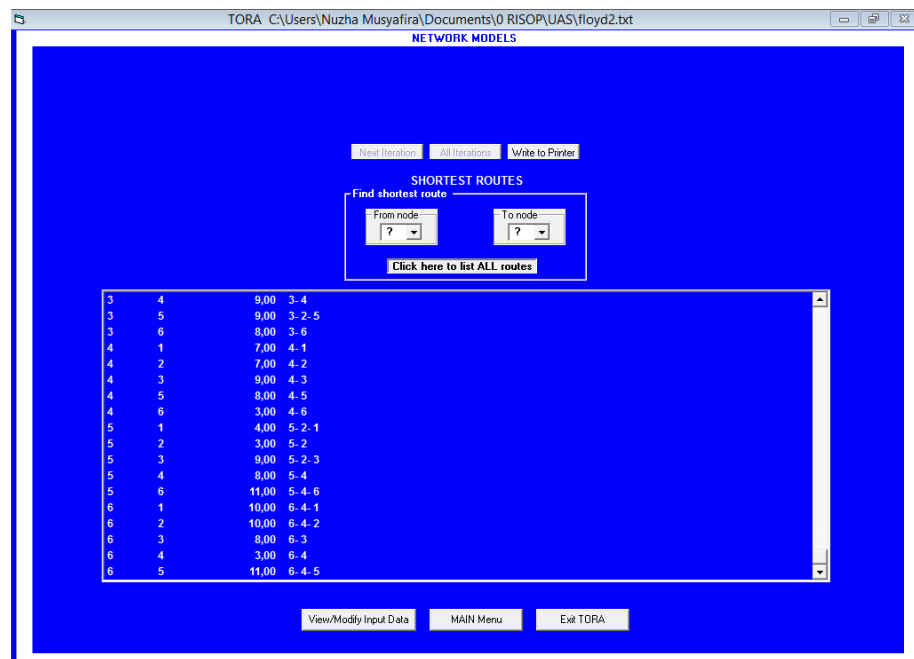 TORA C:\Users\Nuzha Musyafira\Documents\0 RISOP\UAS\floyd2.txt
NETWORK MODELS
Next Iteration All Iterations Write to Printer
SHORTEST ROUTES
Find shortest route
From node To node
? ?
Click here to list ALL routes
3 4 9,00 3- 4
3 5 9,00 3- 2- 5
3 6 8,00 3- 6
4 1 7,00 4- 1
4 2 7,00 4- 2
4 3 9,00 4- 3
4 5 8,00 4- 5
4 6 3,00 4- 6
5 1 4,00 5- 2- 1
5 2 3,00 5- 2
5 3 9,00 5- 2- 3
5 4 8,00 5- 4
5 6 11,00 5- 4- 6
6 1 10,00 6- 4- 1
6 2 10,00 6- 4- 2
6 3 8,00 6- 3
6 4 3,00 6- 4
6 5 11,00 6- 4- 5
View/Modify Input Data MAIN Menu Exit TORA